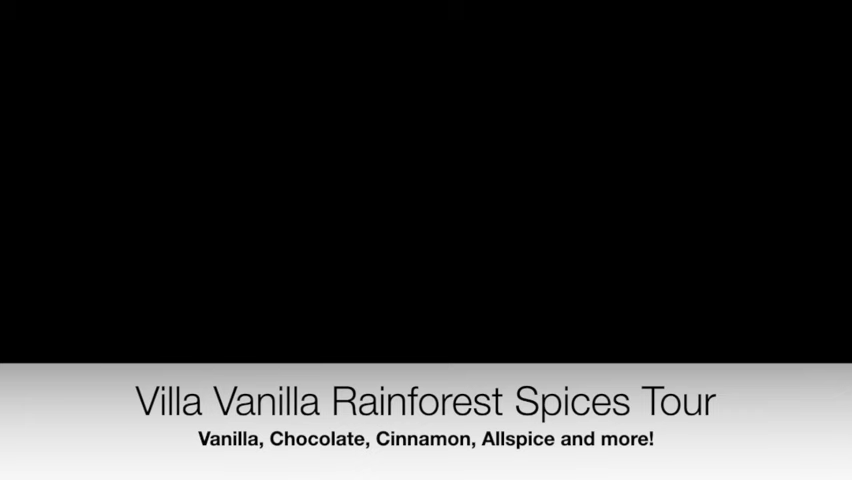 Villa Vanilla Rainforest Spices Tour
Vanilla, Chocolate, Cinnamon, Allspice and more!